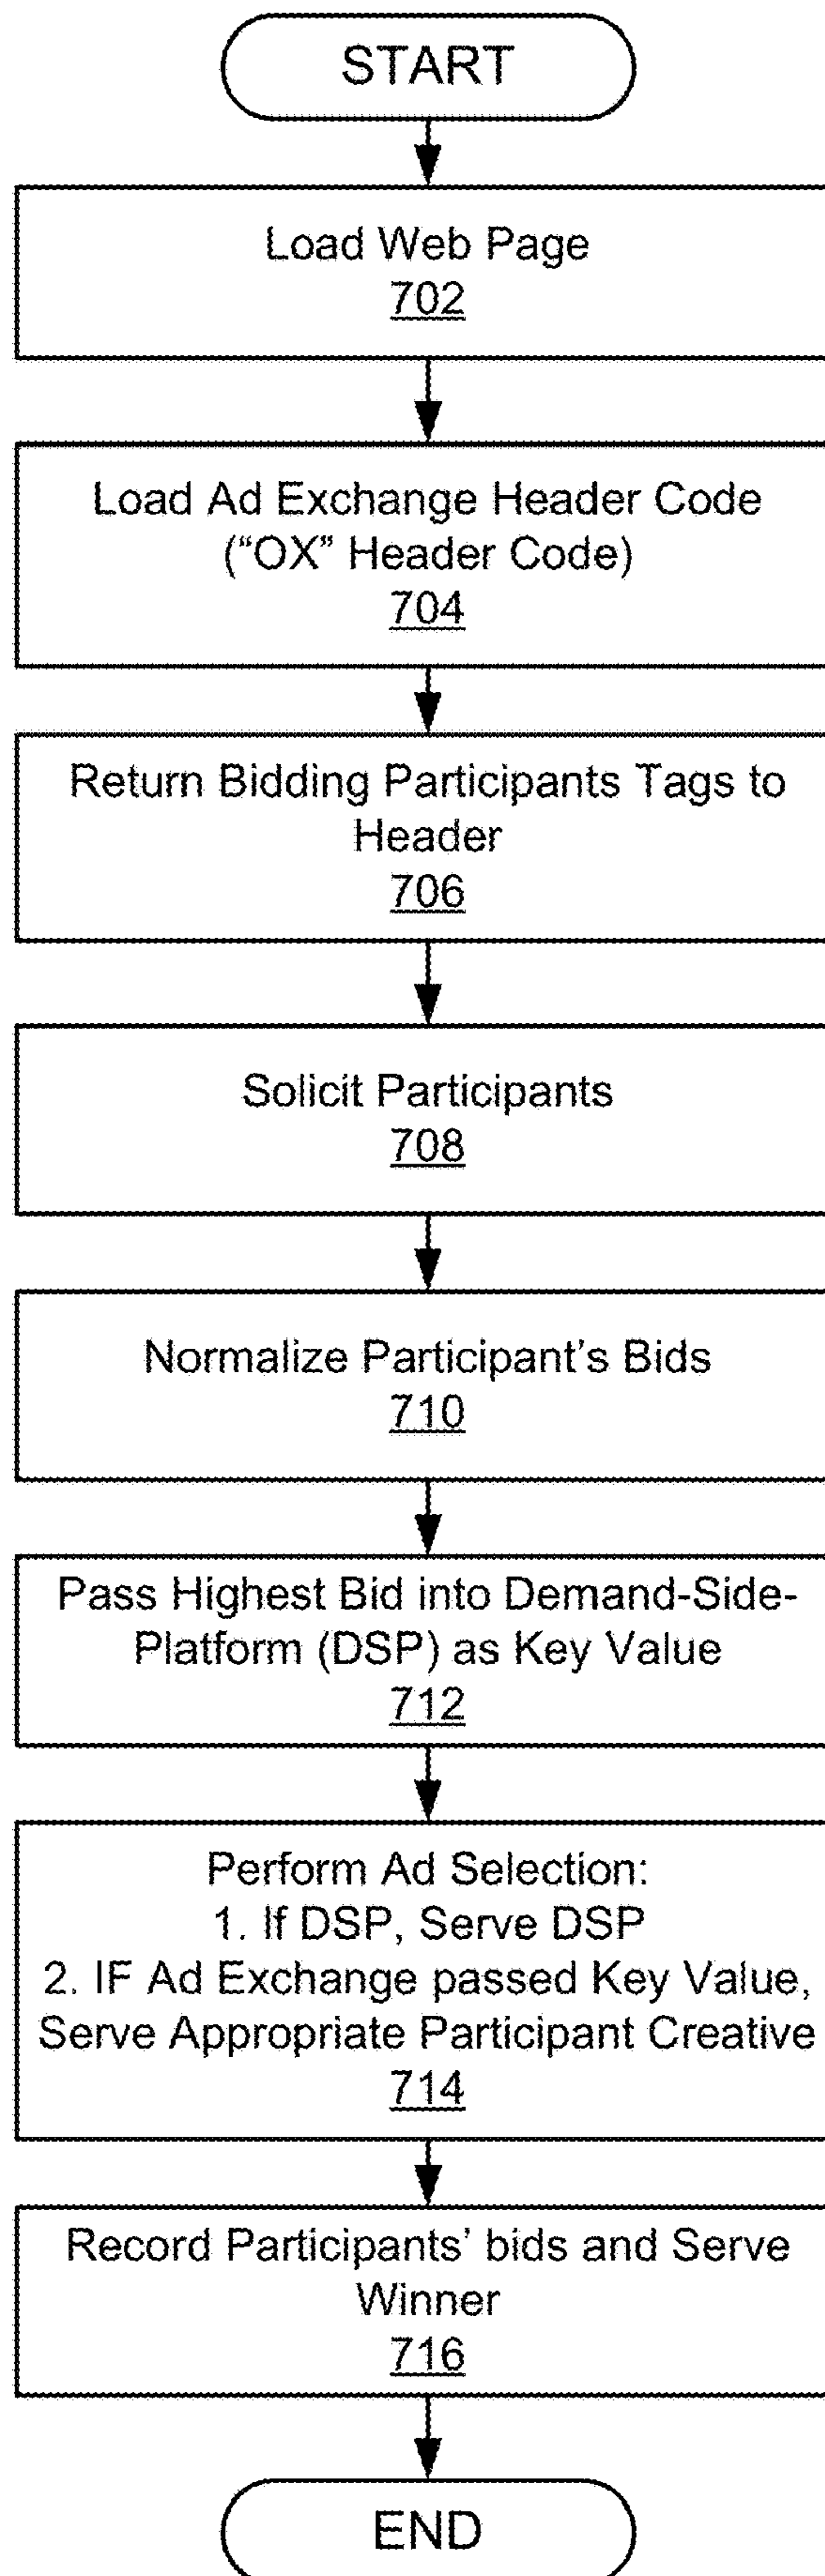 START
Load Web Page
702
Load Ad Exchange Header Code
(“OX” Header Code)
704
Return Bidding Participants Tags to
Header
706
Solicit Participants
708
Normalize Participant’s Bids
710
Pass Highest Bid into Demand-Side-
Platform (DSP) as Key Value
712
Perform Ad Selection:
1. If DSP, Serve DSP
2. IF Ad Exchange passed Key Value,
Serve Appropriate Participant Creative
714
Record Participants’ bids and Serve
Winner
716
END